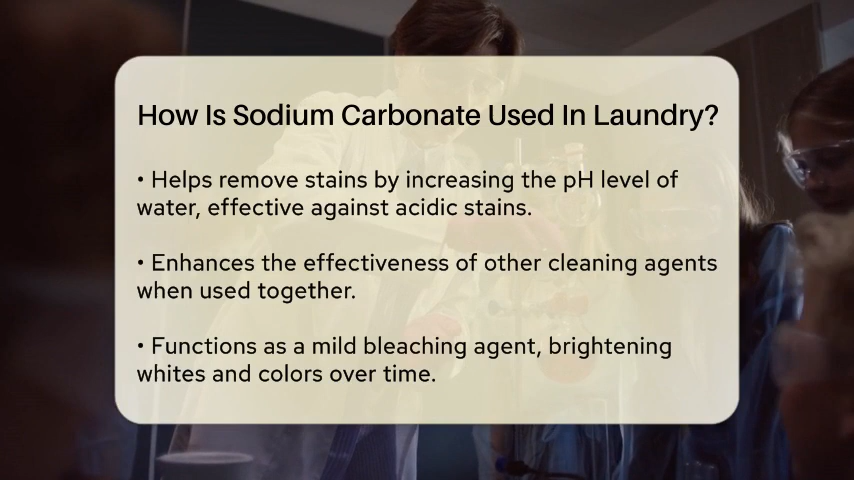 How Is Sodium Carbonate Used In Laundry?
• Helps remove stains by increasing the pH level of
water, effective against acidic stains.
• Enhances the effectiveness of other cleaning agents
when used together.
• Functions as a mild bleaching agent, brightening
whites and colors over time.